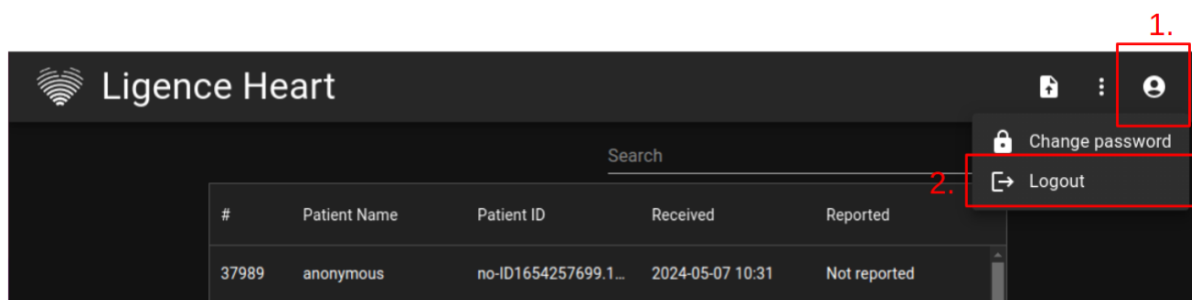 1.
Ligence Heart
Search
Change password
2.
Logout
# Patient Name Patient ID Received Reported
37989 anonymous no-ID1654257699.1... 2024-05-07 10:31 Not reported